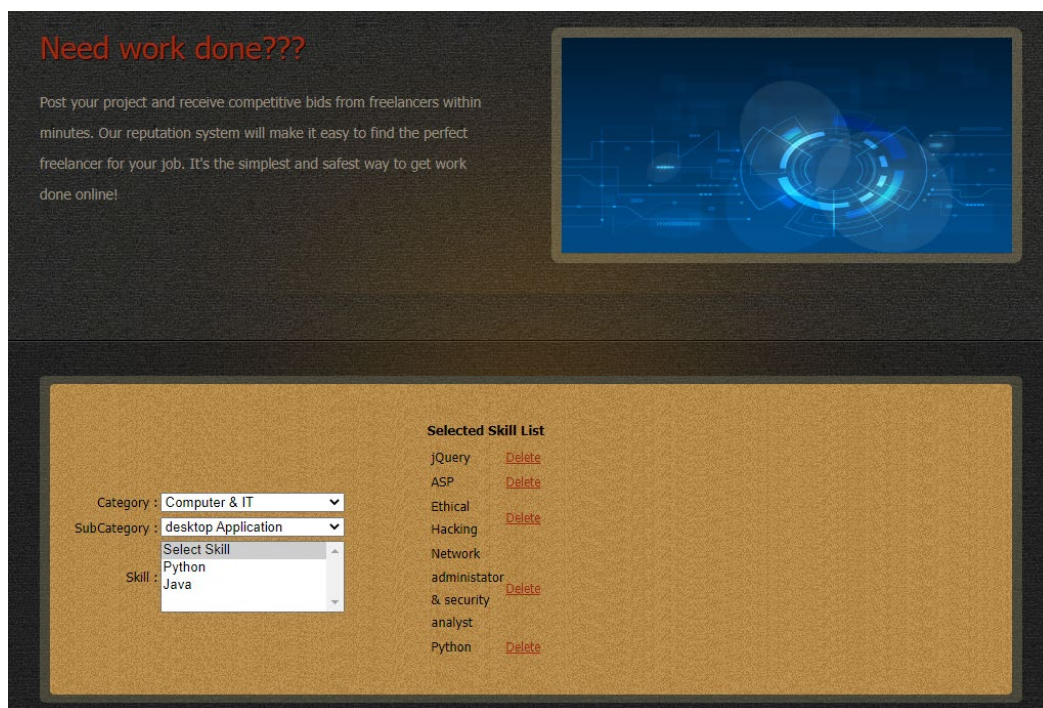 Need work done???
Post your project and receive competitive bids from freelancers within
minutes. Our reputation system will make it easy to find the perfect
freelancer for your job. It's the simplest and safest way to get work
done online!
Category : Computer & IT
SubCategory : desktop Application
Skill : Select Skill
Python
Java
Selected Skill List
jQuery Delete
ASP Delete
Ethical
Hacking Delete
Network
administator
& security Delete
analyst
Python Delete